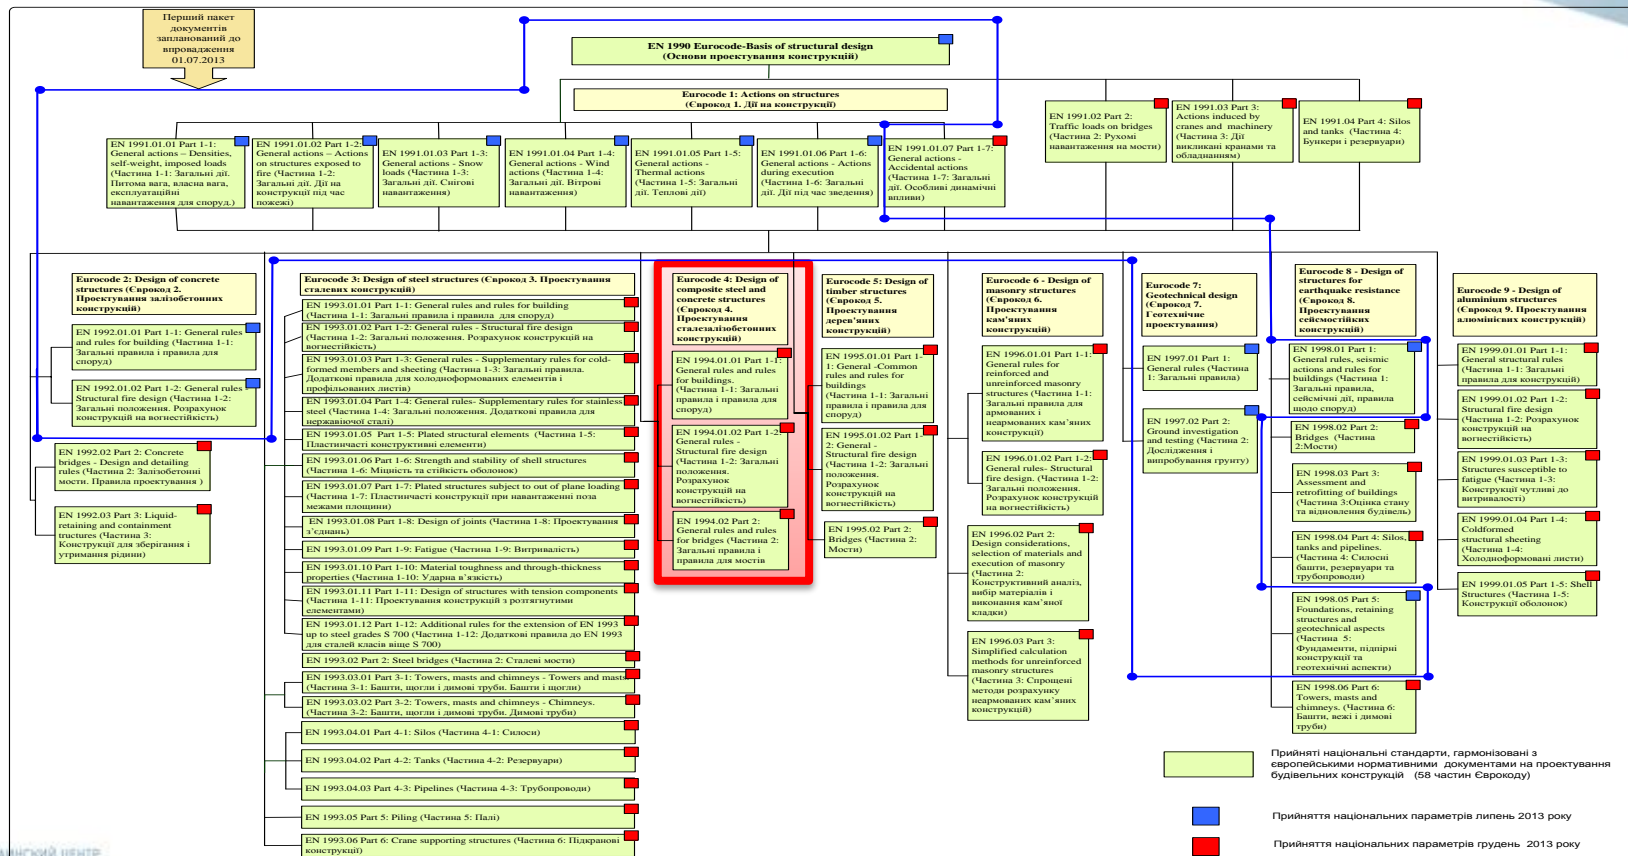 Перший пакет
документів
запланований до
впровадження
01.07.2013
EN 1990 Eurocode-Basis of structural design
(Основи проектування конструкцій)
Eurocode 1: Actions on structures
(Єврокод 1. Дії на конструкції)
EN 1991.01.01 Part 1-1:
General actions – Densities,
self-weight, imposed loads
(Частина 1-1: Загальні дії.
Питома вага, власна вага,
експлуатаційні
навантаження для споруд.)
EN 1991.01.02 Part 1-2:
General actions – Actions
on structures exposed to
fire (Частина 1-2:
Загальні дії. Дії на
конструкції під час
пожежі)
EN 1991.01.03 Part 1-3:
General actions - Snow
loads (Частина 1-3:
Загальні дії. Снігові
навантаження)
EN 1991.01.04 Part 1-4:
General actions - Wind
actions (Частина 1-4:
Загальні дії. Вітрові
навантаження)
EN 1991.01.05 Part 1-5:
General actions -
Thermal actions
(Частина 1-5: Загальні
дії. Теплові дії)
EN 1991.01.06 Part 1-6:
General actions - Actions
during execution
(Частина 1-6: Загальні
дії. Дії під час зведення)
EN 1991.01.07 Part 1-7:
General actions -
Accidental actions
(Частина 1-7: Загальні
дії. Особливі динамічні
впливи)
EN 1991.02 Part 2:
Traffic loads on bridges
(Частина 2: Рухомі
навантаження на мости)
EN 1991.03 Part 3:
Actions induced by
cranes and machinery
(Частина 3: Дії
викликані кранами та
обладнанням)
EN 1991.04 Part 4: Silos
and tanks (Частина 4:
Бункери і резервуари)
Eurocode 2: Design of concrete
structures (Єврокод 2.
Проектування залізобетонних
конструкцій)
EN 1992.01.01 Part 1-1: General rules
and rules for building (Частина 1-1:
Загальні правила і правила для
споруд)
EN 1992.01.02 Part 1-2: General rules -
Structural fire design (Частина 1-2:
Загальні положення. Розрахунок
конструкцій на вогнестійкість)
EN 1992.02 Part 2: Concrete
bridges - Design and detailing
rules (Частина 2: Залізобетонні
мости. Правила проектування )
EN 1992.03 Part 3: Liquid-
retaining and containment
tructures (Частина 3:
Конструкції для зберігання і
утримання рідини)
Eurocode 3: Design of steel structures (Єврокод 3. Проектування
сталевих конструкцій)
EN 1993.01.01 Part 1-1: General rules and rules for building
(Частина 1-1: Загальні правила і правила для споруд)
EN 1993.01.02 Part 1-2: General rules - Structural fire design
(Частина 1-2: Загальні положення. Розрахунок конструкцій на
вогнестійкість)
EN 1993.01.03 Part 1-3: General rules - Supplementary rules for cold-
formed members and sheeting (Частина 1-3: Загальні правила.
Додаткові правила для холодноформованих елементів і
профільованих листів)
EN 1993.01.04 Part 1-4: General rules- Supplementary rules for stainless
steel (Частина 1-4: Загальні положення. Додаткові правила для
нержавіючої сталі)
EN 1993.01.05 Part 1-5: Plated structural elements (Частина 1-5:
Пластинчасті конструктивні елементи)
EN 1993.01.06 Part 1-6: Strength and stability of shell structures
(Частина 1-6: Міцність та стійкість оболонок)
EN 1993.01.07 Part 1-7: Plated structures subject to out of plane loading
(Частина 1-7: Пластинчасті конструкції при навантаженні поза
межами площини)
EN 1993.01.08 Part 1-8: Design of joints (Частина 1-8: Проектування
з’єднань)
EN 1993.01.09 Part 1-9: Fatigue (Частина 1-9: Витривалість)
EN 1993.01.10 Part 1-10: Material toughness and through-thickness
properties (Частина 1-10: Ударна в’язкість)
EN 1993.01.11 Part 1-11: Design of structures with tension components
(Частина 1-11: Проектування конструкцій з розтягнутими
елементами)
EN 1993.01.12 Part 1-12: Additional rules for the extension of EN 1993
up to steel grades S 700 (Частина 1-12: Додаткові правила до EN 1993
для сталей класів віще S 700)
EN 1993.02 Part 2: Steel bridges (Частина 2: Сталеві мости)
EN 1993.03.01 Part 3-1: Towers, masts and chimneys - Towers and masts
(Частина 3-1: Башти, щогли і димові труби. Башти і щогли)
EN 1993.03.02 Part 3-2: Towers, masts and chimneys - Chimneys.
(Частина 3-2: Башти, щогли і димові труби. Димові труби)
EN 1993.04.01 Part 4-1: Silos (Частина 4-1: Силоси)
EN 1993.04.02 Part 4-2: Tanks (Частина 4-2: Резервуари)
EN 1993.04.03 Part 4-3: Pipelines (Частина 4-3: Трубопроводи)
EN 1993.05 Part 5: Piling (Частина 5: Палі)
EN 1993.06 Part 6: Crane supporting structures (Частина 6: Підкранові
конструкції)
Eurocode 4: Design of
composite steel and
concrete structures
(Єврокод 4.
Проектування
сталезалізобетонних
конструкцій)
EN 1994.01.01 Part 1-1:
General rules and rules
for buildings.
(Частина 1-1: Загальні
правила і правила для
споруд)
EN 1994.01.02 Part 1-2:
General rules -
Structural fire design
(Частина 1-2: Загальні
положення.
Розрахунок
конструкцій на
вогнестійкість)
EN 1994.02 Part 2:
General rules and rules
for bridges (Частина 2:
Загальні правила і
правила для мостів
Eurocode 5: Design of
timber structures
(Єврокод 5.
Проектування
дерев’яних
конструкцій)
EN 1995.01.01 Part 1-
1: General -Common
rules and rules for
buildings
(Частина 1-1: Загальні
правила і правила для
споруд)
EN 1995.01.02 Part 1-
2: General -
Structural fire design
(Частина 1-2: Загальні
положення.
Розрахунок
конструкцій на
вогнестійкість)
EN 1995.02 Part 2:
Bridges (Частина 2:
Мости)
Eurocode 6 - Design of
masonry structures
(Єврокод 6.
Проектування
кам’яних
конструкцій)
EN 1996.01.01 Part 1-1:
General rules for
reinforced and
unreinforced masonry
structures (Частина 1-1:
Загальні правила для
армованих і
неармованих кам’яних
конструкції)
EN 1996.01.02 Part 1-2:
General rules- Structural
fire design. (Частина 1-2:
Загальні положення.
Розрахунок конструкцій
на вогнестійкість)
EN 1996.02 Part 2:
Design considerations,
selection of materials and
execution of masonry
(Частина 2:
Конструктивний аналіз,
вибір матеріалів і
виконання кам’яної
кладки)
EN 1996.03 Part 3:
Simplified calculation
methods for unreinforced
masonry structures
(Частина 3: Спрощені
методи розрахунку
неармованих кам’яних
конструкцій)
Eurocode 7:
Geotechnical design
(Єврокод 7.
Геотехнічне
проектування)
EN 1997.01 Part 1:
General rules (Частина
1: Загальні правила)
EN 1997.02 Part 2:
Ground investigation
and testing (Частина 2:
Дослідження і
випробування грунту)
Eurocode 8 - Design of
structures for
earthquake resistance
(Єврокод 8.
Проектування
сейсмостійких
конструкцій)
EN 1998.01 Part 1:
General rules, seismic
actions and rules for
buildings (Частина 1:
Загальні правила,
сейсмічні дії, правила
щодо споруд)
EN 1998.02 Part 2:
Bridges (Частина
2:Мости)
EN 1998.03 Part 3:
Assessment and
retrofitting of buildings
(Частина 3:Оцінка стану
та відновлення будівель)
EN 1998.04 Part 4: Silos,
tanks and pipelines.
(Частина 4: Силосні
башти, резервуари та
трубопроводи)
EN 1998.05 Part 5:
Foundations, retaining
structures and
geotechnical aspects
(Частина 5:
Фундаменти, підпірні
конструкції та
геотехнічні аспекти)
EN 1998.06 Part 6:
Towers, masts and
chimneys. (Частина 6:
Башти, вежі і димові
труби)
Eurocode 9 - Design of
aluminium structures
(Єврокод 9. Проектування
алюмінієвих конструкцій)
EN 1999.01.01 Part 1-1:
General structural rules
(Частина 1-1: Загальні
правила для конструкцій)
EN 1999.01.02 Part 1-2:
Structural fire design
(Частина 1-2: Розрахунок
конструкцій на
вогнестійкість)
EN 1999.01.03 Part 1-3:
Structures susceptible to
fatigue (Частина 1-3:
Конструкції чутливі до
витривалості)
EN 1999.01.04 Part 1-4:
Coldformed
structural sheeting
(Частина 1-4:
Холодноформовані листи)
EN 1999.01.05 Part 1-5: Shell
Structures (Частина 1-5:
Конструкції оболонок)
Прийняті національні стандарти, гармонізовані з
європейськими нормативними документами на проектування
будівельних конструкцій (58 частин Єврокоду)
Прийняття національних параметрів липень 2013 року
Прийняття національних параметрів грудень 2013 року